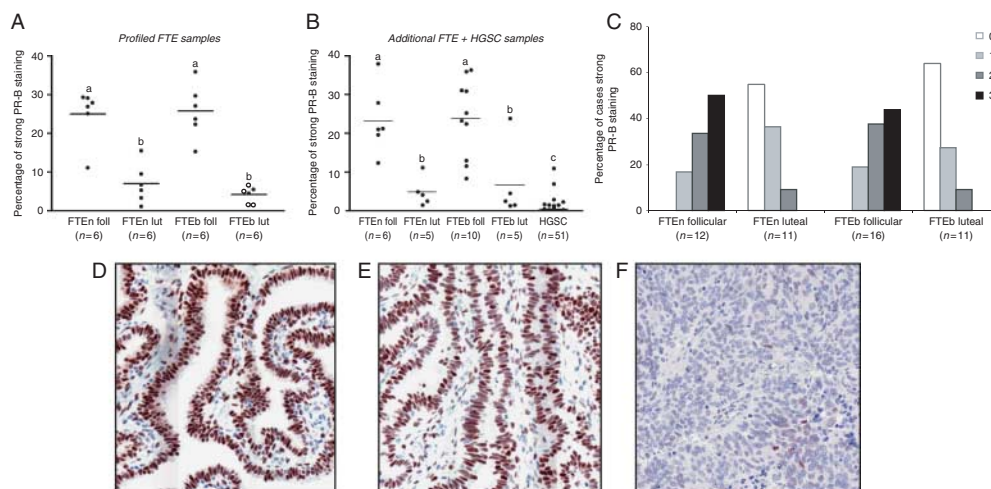 A
Profiled FTE samples
Percentage of strong PR-B staining
40
30
20
10
0
a
b
a
b
FTEn foll
(n=6)
FTEn lut
(n=6)
FTEb foll
(n=6)
FTEb lut
(n=6)
B
Additional FTE + HGSC samples
Percentage of strong PR-B staining
40
30
20
10
0
a
b
a
b
c
FTEn foll
(n=6)
FTEn lut
(n=5)
FTEb foll
(n=10)
FTEb lut
(n=5)
HGSC
(n=51)
C
Percentage of cases strong
PR-B staining
80
60
40
20
0
FTEn follicular
(n=12)
FTEn luteal
(n=11)
FTEb follicular
(n=16)
FTEb luteal
(n=11)
1
2
3
D
E
F